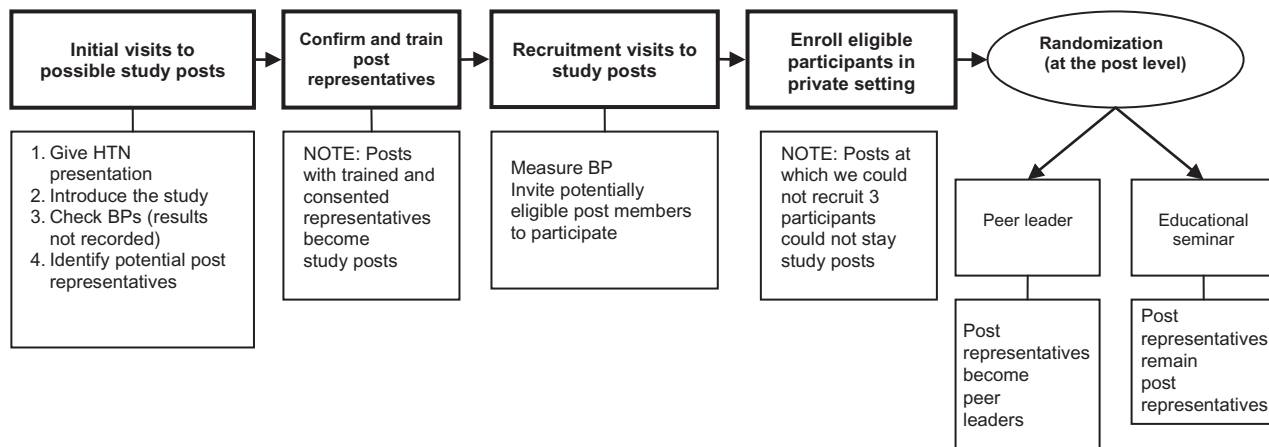 Initial visits to
possible study posts
Confirm and train
post
representatives
Recruitment visits to
study posts
Enroll eligible
participants in
private setting
Randomization
(at the post level)
1. Give HTN
presentation
2. Introduce the study
3. Check BPs (results
not recorded)
4. Identify potential post
representatives
NOTE: Posts
with trained and
consented
representatives
become
study posts
Measure BP
Invite potentially
eligible post members
to participate
NOTE: Posts at
which we could
not recruit 3
participants
could not stay
study posts
Peer leader
Educational
seminar
Post
representatives
become
peer
leaders
Post
representatives
remain
post
representatives